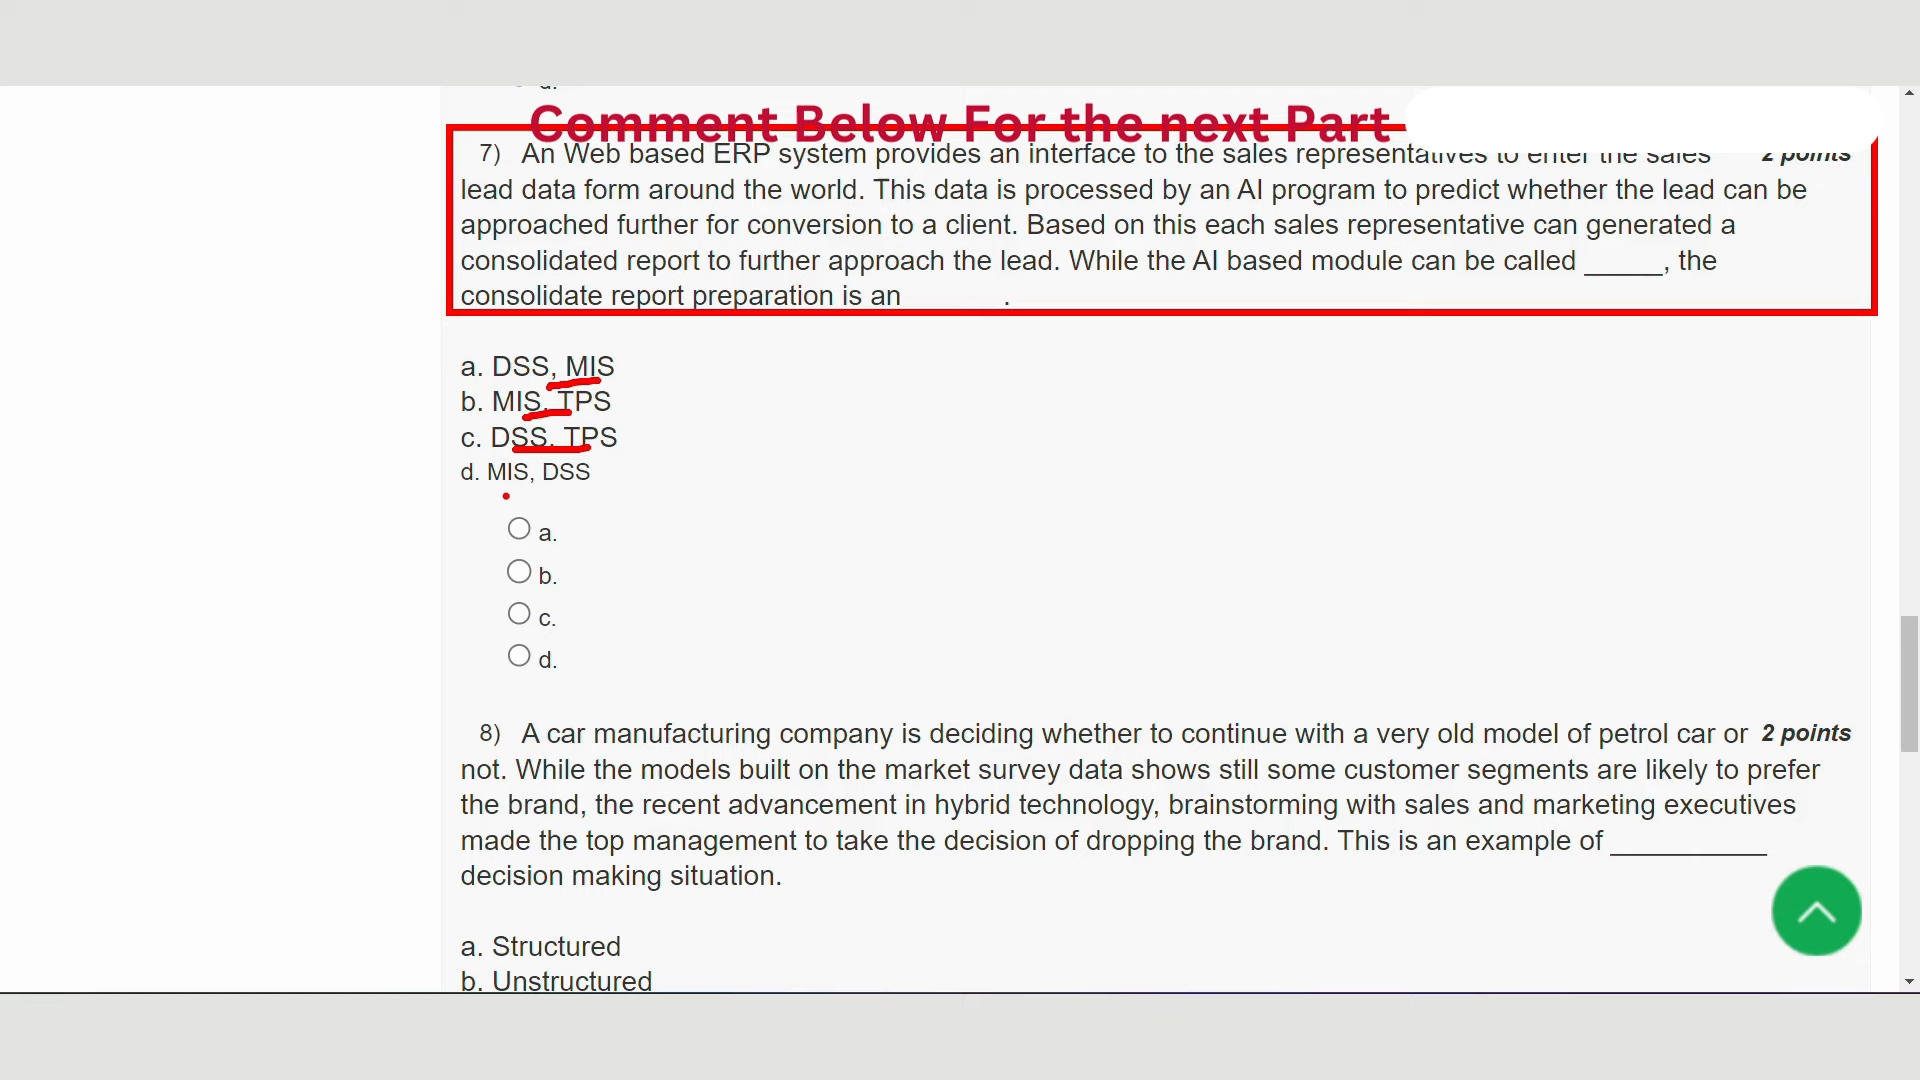 Comment Below For the next Part
7) An Web based ERP system provides an interface to the sales representatives to enter the sales 2 points
lead data form around the world. This data is processed by an AI program to predict whether the lead can be
approached further for conversion to a client. Based on this each sales representative can generated a
consolidated report to further approach the lead. While the AI based module can be called _____, the
consolidate report preparation is an ______.
a. DSS, MIS
b. MIS, TPS
c. DSS, TPS
d. MIS, DSS
a.
b.
c.
d.
8) A car manufacturing company is deciding whether to continue with a very old model of petrol car or 2 points
not. While the models built on the market survey data shows still some customer segments are likely to prefer
the brand, the recent advancement in hybrid technology, brainstorming with sales and marketing executives
made the top management to take the decision of dropping the brand. This is an example of __________
decision making situation.
a. Structured
b. Unstructured